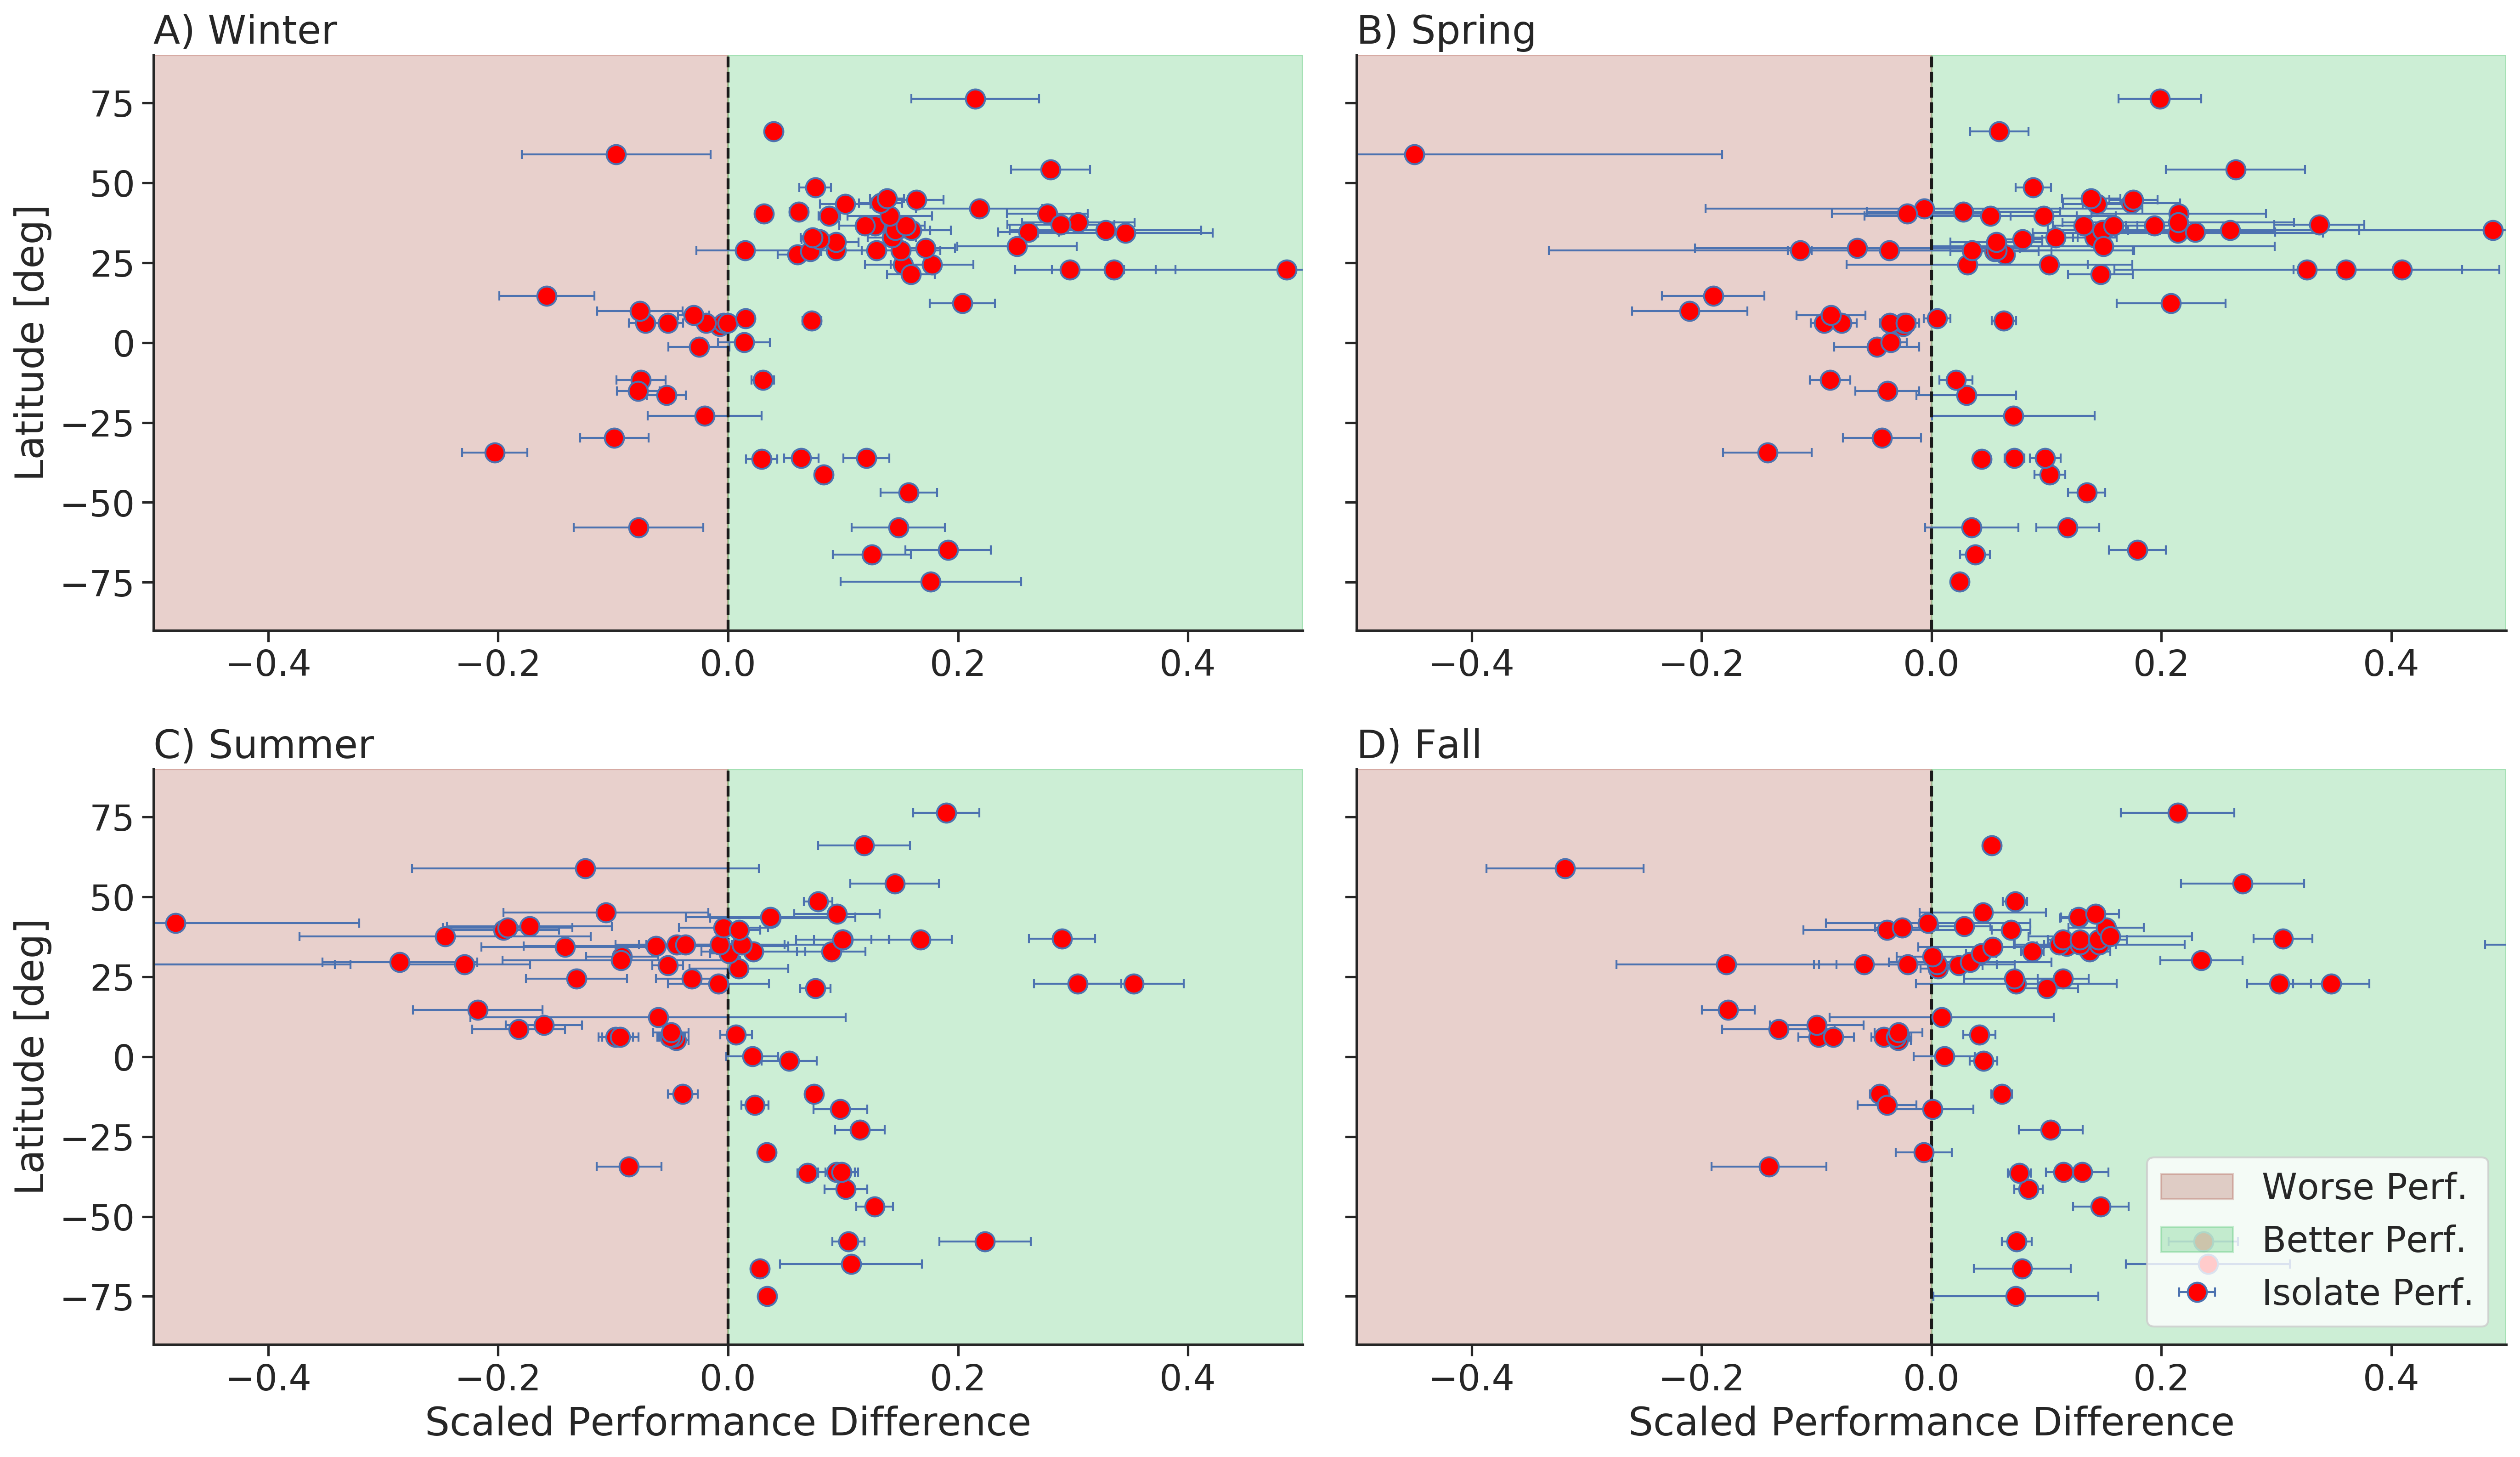 A) Winter
B) Spring
75
50
25
0
−25
−50
−75
Latitude [deg]
−0.4 −0.2 0.0 0.2 0.4
−0.4 −0.2 0.0 0.2 0.4
C) Summer
D) Fall
75
50
25
0
−25
−50
−75
Latitude [deg]
Worse Perf.
Better Perf.
Isolate Perf.
−0.4 −0.2 0.0 0.2 0.4
−0.4 −0.2 0.0 0.2 0.4
Scaled Performance Difference
Scaled Performance Difference